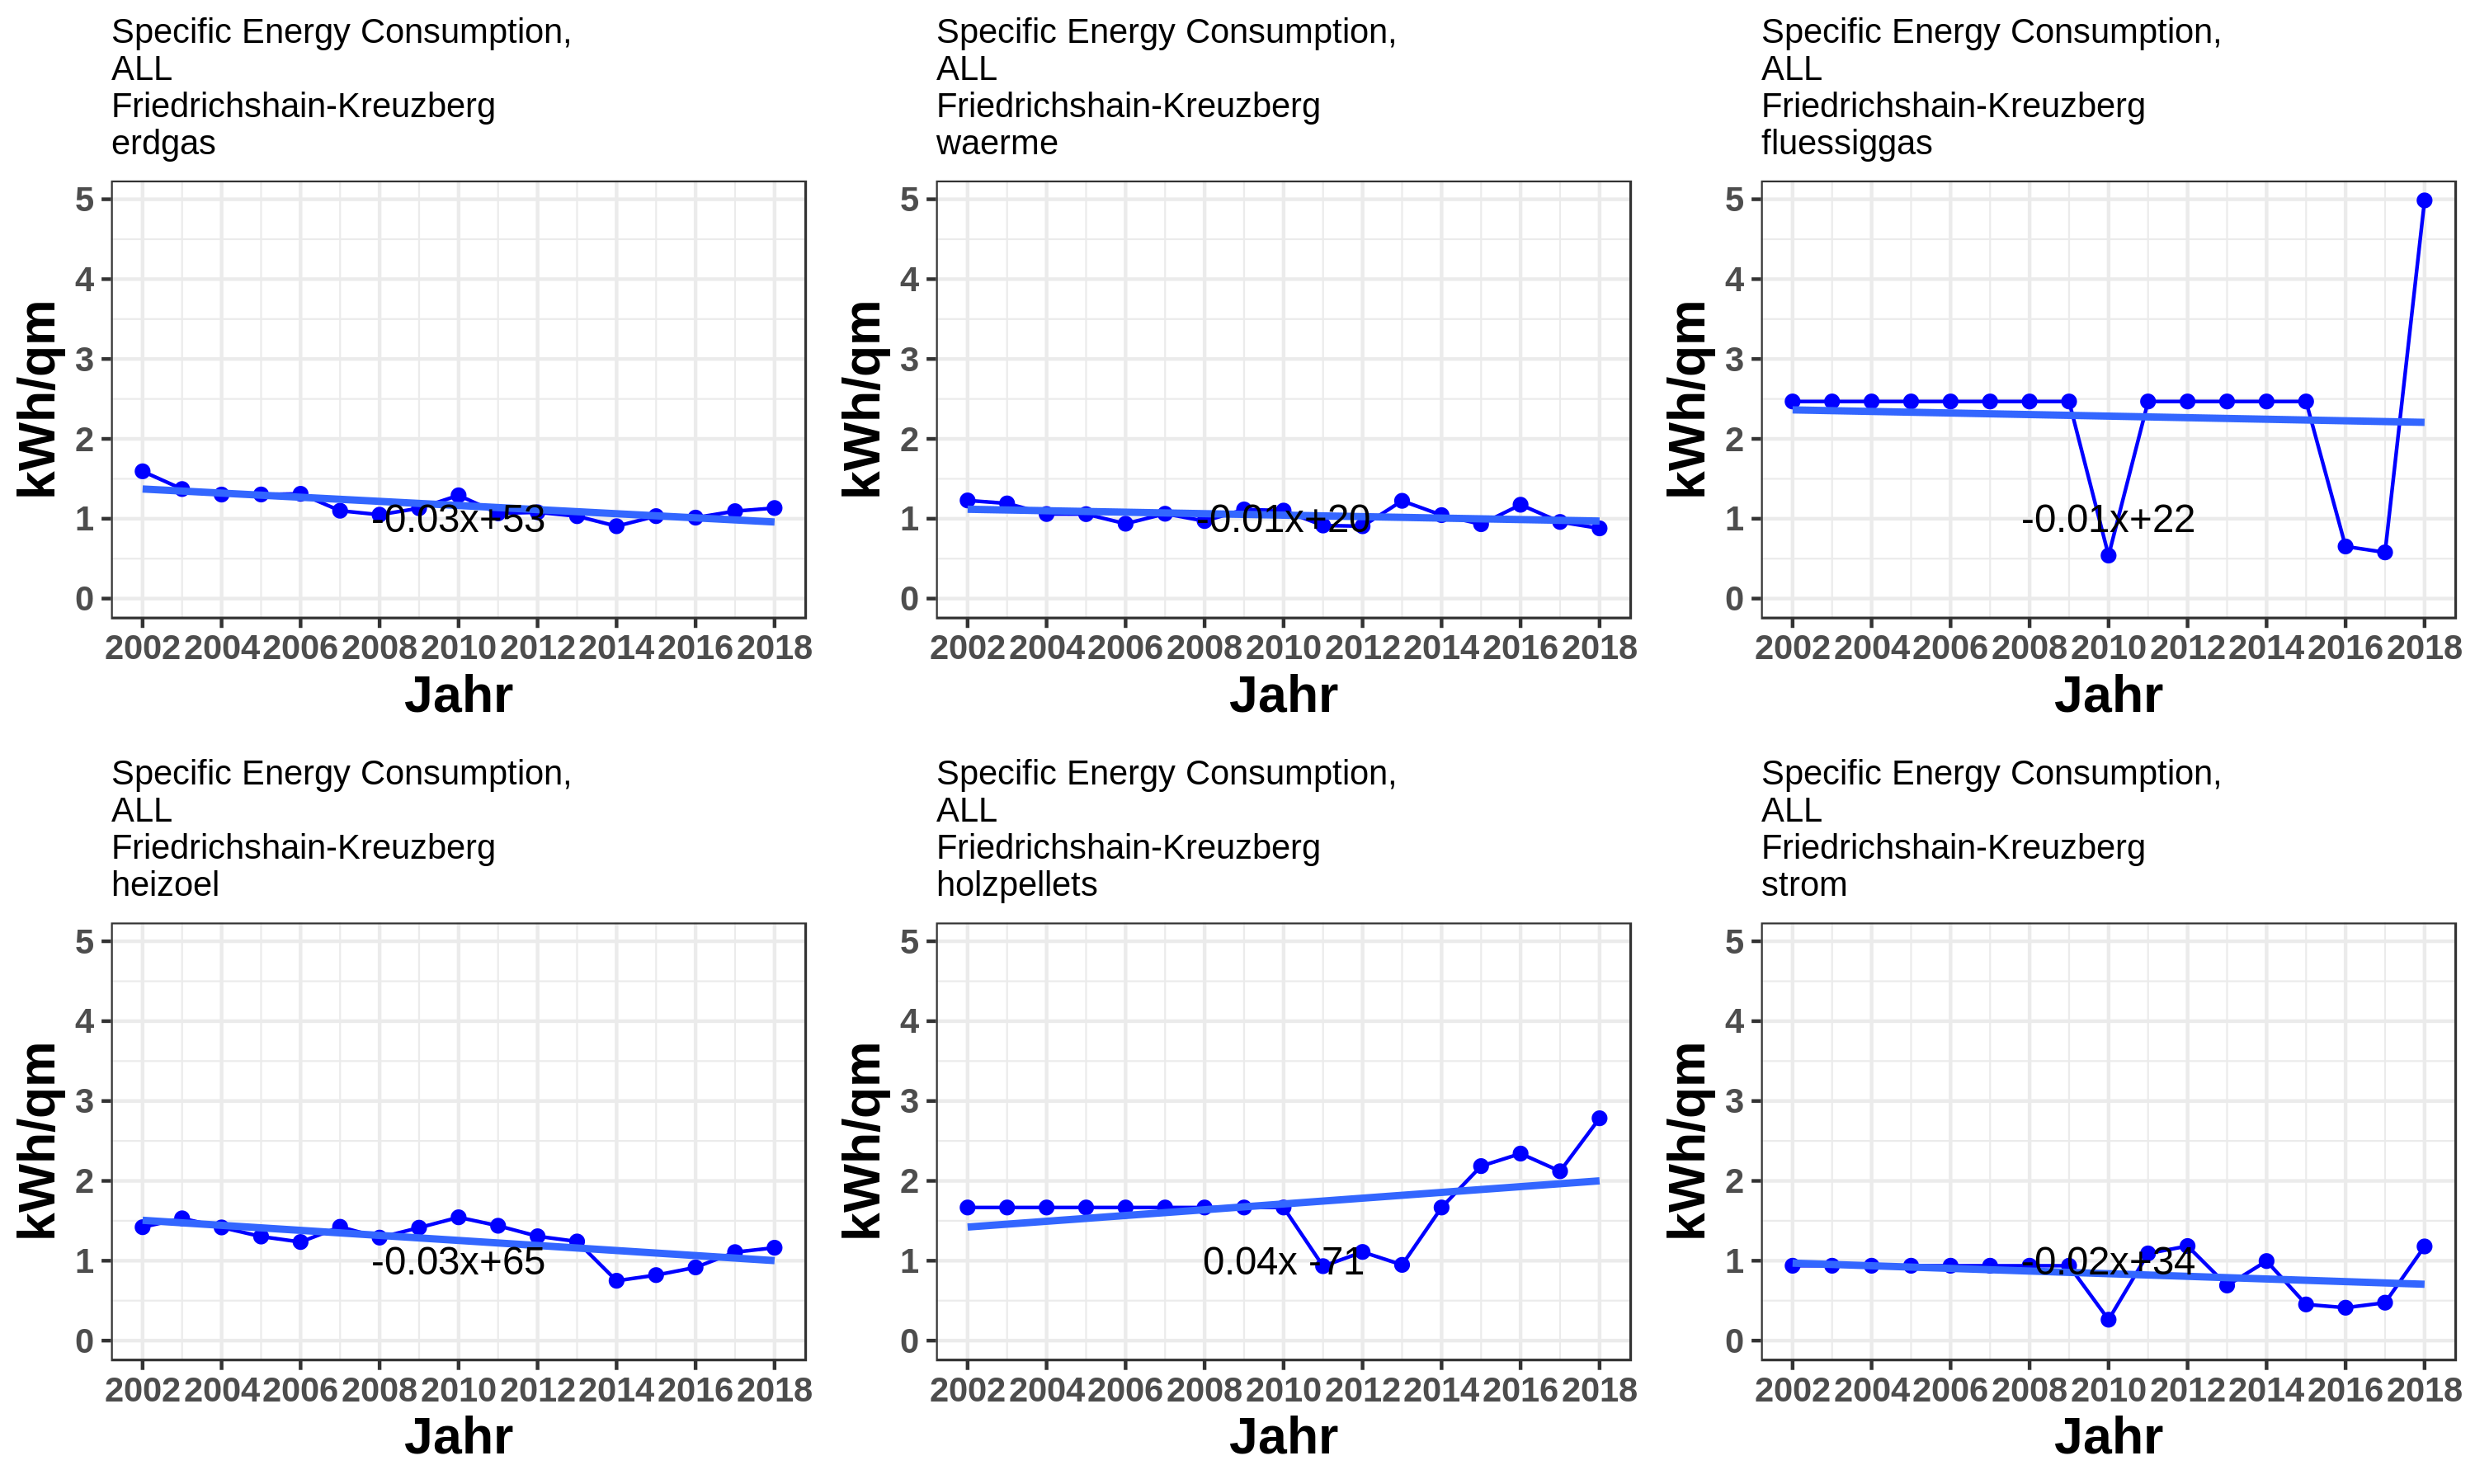 Specific Energy Consumption,
ALL
Friedrichshain-Kreuzberg
erdgas
5
4
3
2
1
0
kWh/qm
-0.03x+53
2002 2004 2006 2008 2010 2012 2014 2016 2018
Jahr
Specific Energy Consumption,
ALL
Friedrichshain-Kreuzberg
waerme
5
4
3
2
1
0
kWh/qm
-0.01x+20
2002 2004 2006 2008 2010 2012 2014 2016 2018
Jahr
Specific Energy Consumption,
ALL
Friedrichshain-Kreuzberg
fluessiggas
5
4
3
2
1
0
kWh/qm
-0.01x+22
2002 2004 2006 2008 2010 2012 2014 2016 2018
Jahr
Specific Energy Consumption,
ALL
Friedrichshain-Kreuzberg
heizoel
5
4
3
2
1
0
kWh/qm
-0.03x+65
2002 2004 2006 2008 2010 2012 2014 2016 2018
Jahr
Specific Energy Consumption,
ALL
Friedrichshain-Kreuzberg
holzpellets
5
4
3
2
1
0
kWh/qm
0.04x -71
2002 2004 2006 2008 2010 2012 2014 2016 2018
Jahr
Specific Energy Consumption,
ALL
Friedrichshain-Kreuzberg
strom
5
4
3
2
1
0
kWh/qm
-0.02x+34
2002 2004 2006 2008 2010 2012 2014 2016 2018
Jahr